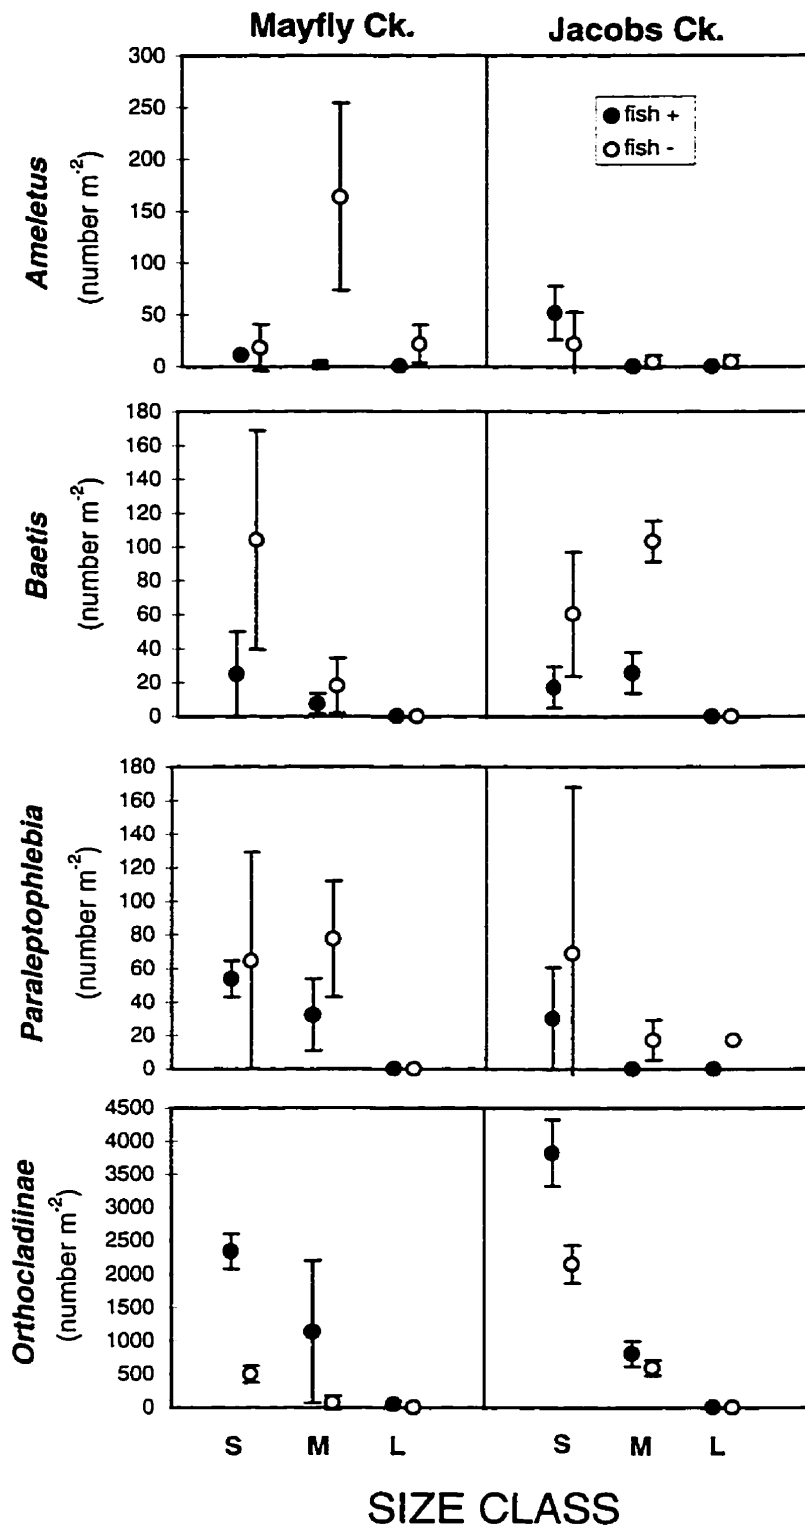 Mayfly Ck. Jacobs Ck.
300
250
200
150
100
50
0
Ameletus
(number m-2)
fish +
fish -
180
160
140
120
100
80
60
40
20
0
Baetis
(number m-2)
180
160
140
120
100
80
60
40
20
0
Paraleptophlebia
(number m-2)
4500
4000
3500
3000
2500
2000
1500
1000
500
0
Orthocladiinae
(number m-2)
S M L S M L
SIZE CLASS